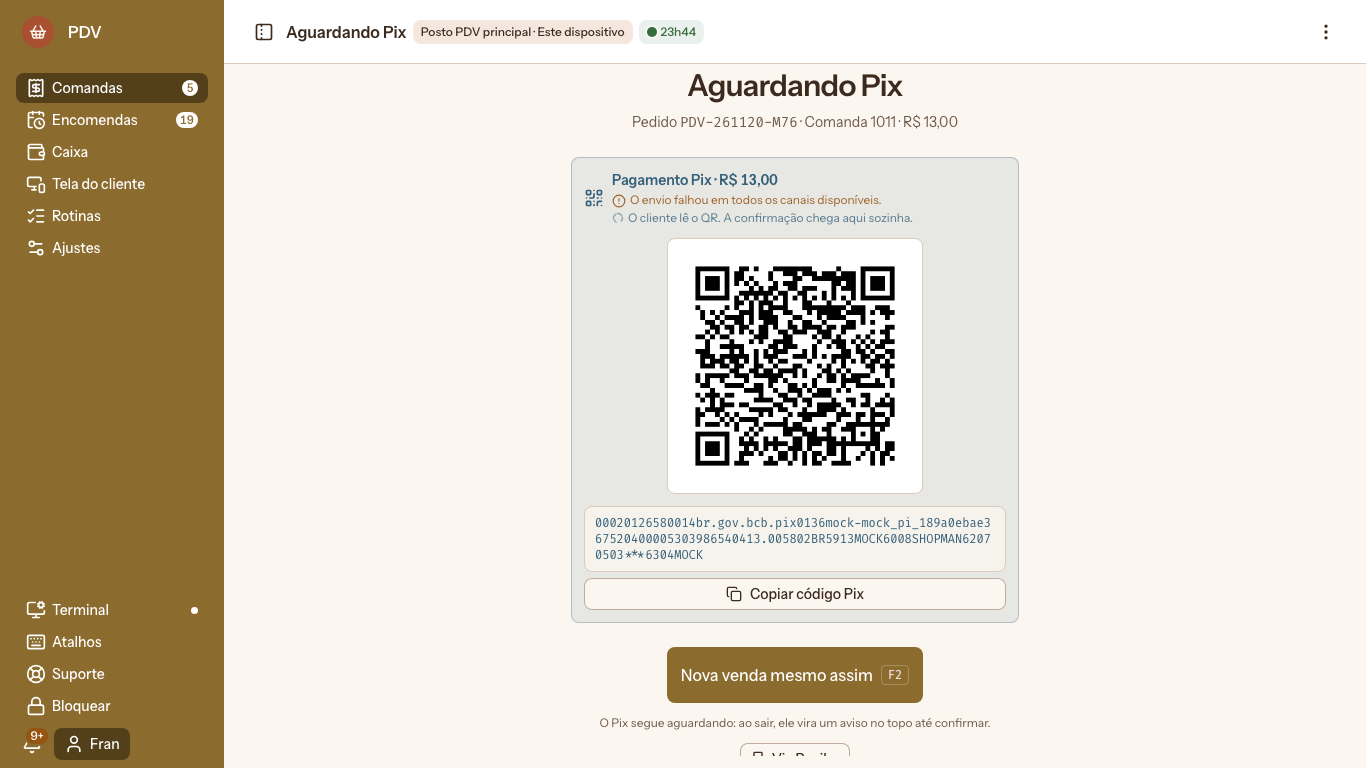 PDV
Comandas 5
Encomendas 19
Caixa
Tela do cliente
Rotinas
Ajustes
Terminal
Atalhos
Suporte
Bloquear
9+
Fran
Aguardando Pix
Posto PDV principal · Este dispositivo
23h44
Aguardando Pix
Pedido PDV-261120-M76 · Comanda 1011 · R$ 13,00
Pagamento Pix · R$ 13,00
O envio falhou em todos os canais disponíveis.
O cliente lê o QR. A confirmação chega aqui sozinha.
00020126580014br.gov.bcb.pix0136mock-mock_pi_189a0ebae3
67520400005303986540413.005802BR5913MOCK6008SHOPMAN6207
0503***6304MOCK
Copiar código Pix
Nova venda mesmo assim F2
O Pix segue aguardando: ao sair, ele vira um aviso no topo até confirmar.